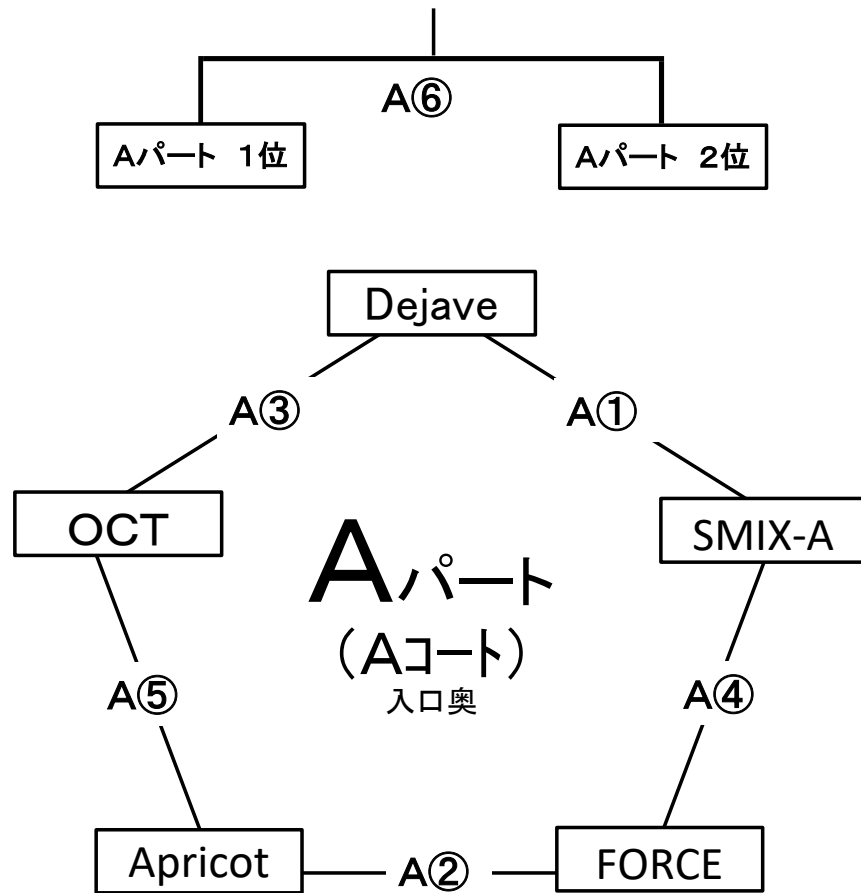 A⑥
Aパート 1位
Aパート 2位
Dejave
A③
A①
OCT
SMIX-A
Aパート
(Aコート)
入口奥
A⑤
A④
Apricot
A②
FORCE